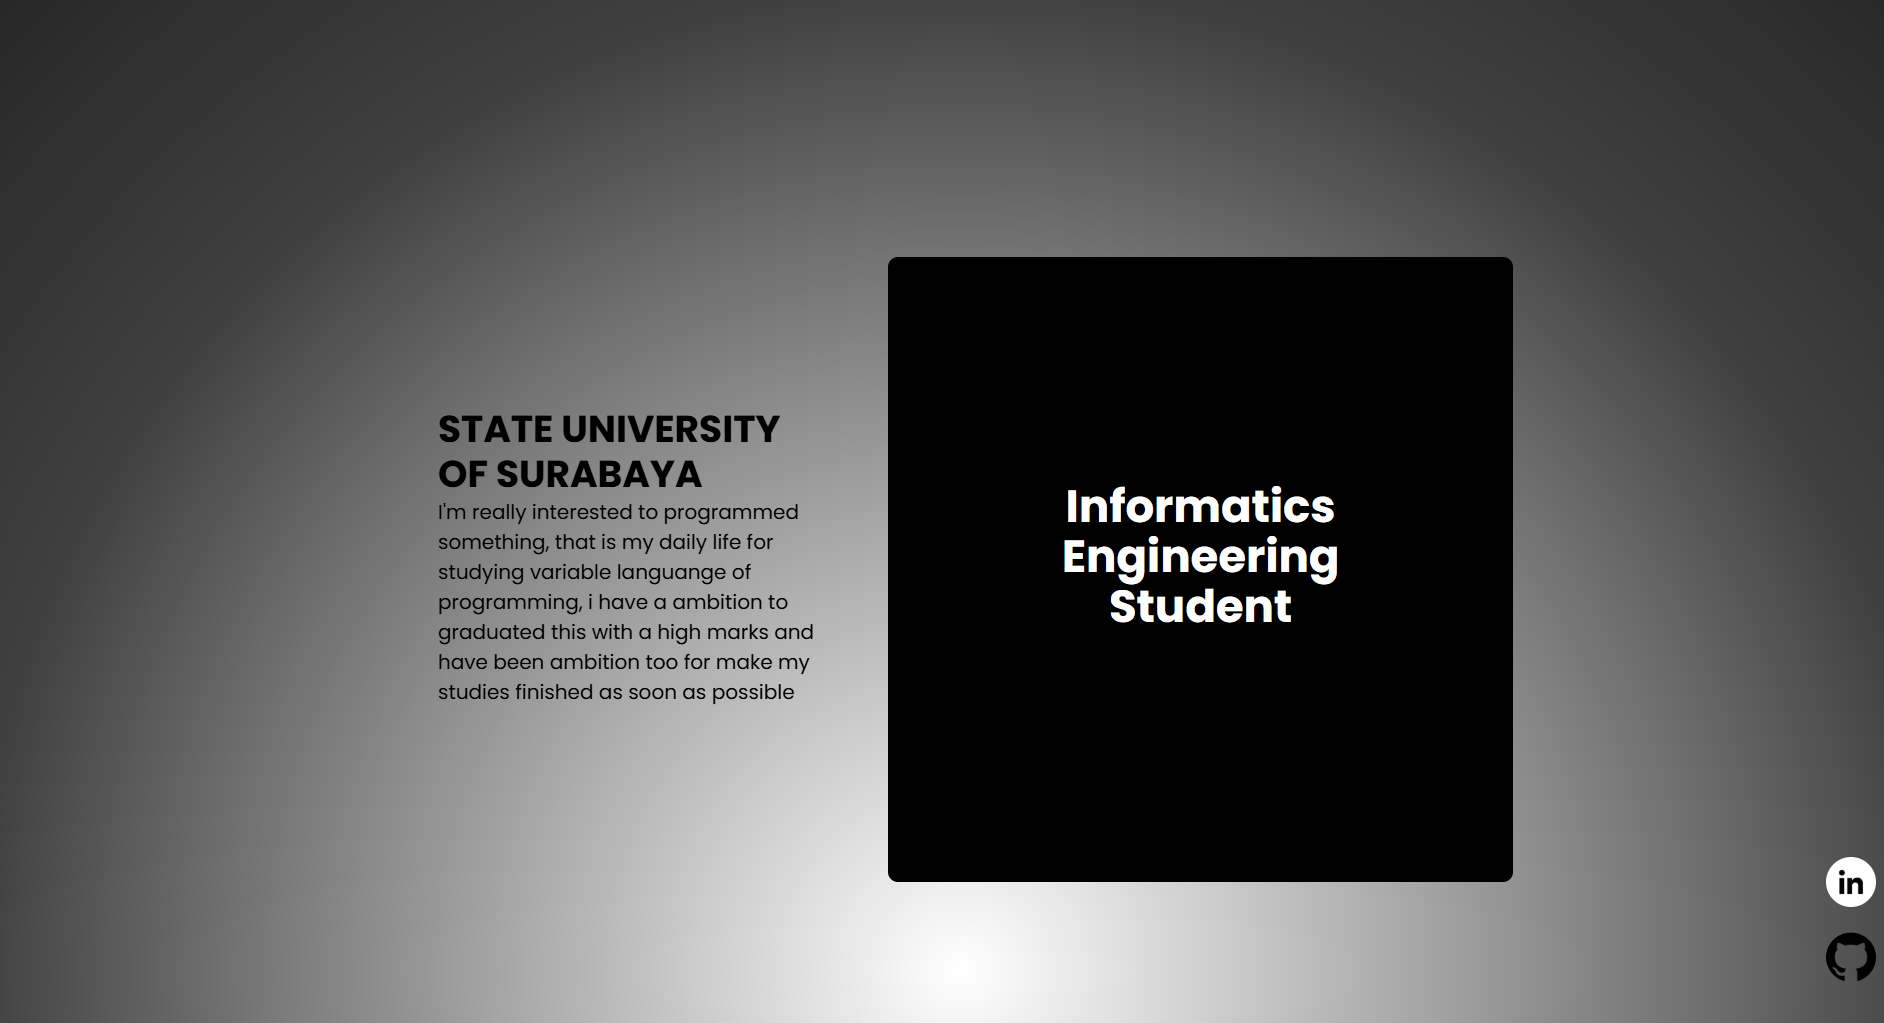 STATE UNIVERSITY
OF SURABAYA
I'm really interested to programmed
something, that is my daily life for
studying variable languange of
programming, i have a ambition to
graduated this with a high marks and
have been ambition too for make my
studies finished as soon as possible
Informatics
Engineering
Student
in